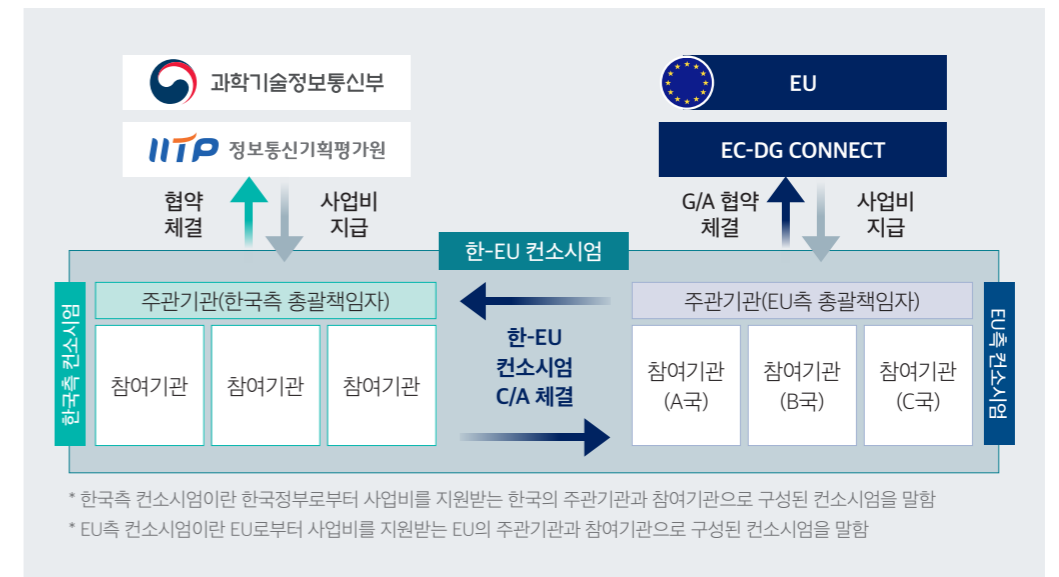 과학기술정보통신부
IITP 정보통신기획평가원
EU
EC-DG CONNECT
협약
체결
사업비
지급
G/A 협약
체결
사업비
지급
한-EU 컨소시엄
한국측 컨소시엄
주관기관(한국측 총괄책임자)
참여기관
참여기관
참여기관
한-EU
컨소시엄
C/A 체결
주관기관(EU측 총괄책임자)
참여기관
(A국)
참여기관
(B국)
참여기관
(C국)
EU측 컨소시엄
* 한국측 컨소시엄이란 한국정부로부터 사업비를 지원받는 한국의 주관기관과 참여기관으로 구성된 컨소시엄을 말함
* EU측 컨소시엄이란 EU로부터 사업비를 지원받는 EU의 주관기관과 참여기관으로 구성된 컨소시엄을 말함